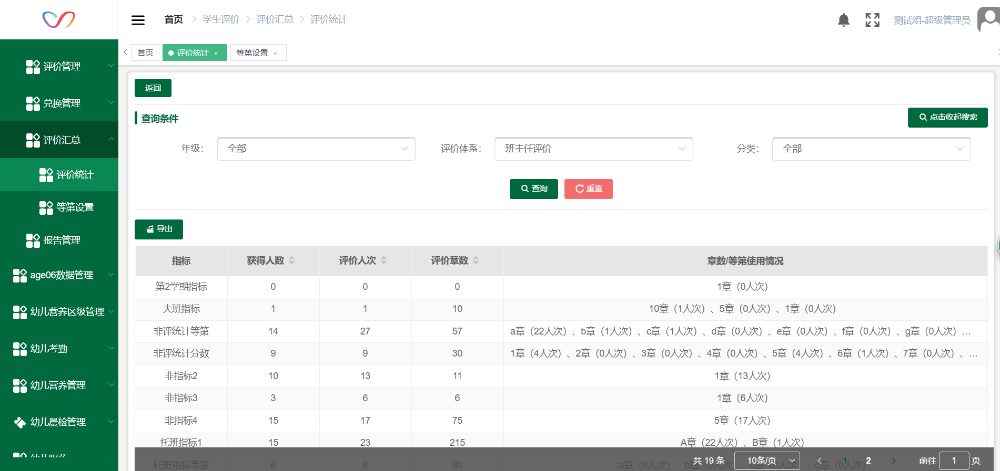 首页 > 学生评价 > 评价汇总 > 评价统计
测试组-超级管理员
首页
评价统计 ×
等第设置 ×
评价管理
兑换管理
评价汇总
评价统计
等第设置
报告管理
age06数据管理
幼儿营养区级管理
幼儿考勤
幼儿营养管理
幼儿晨检管理
返回
查询条件
点击收起搜索
年级： 全部
评价体系： 班主任评价
分类： 全部
查询
重置
导出
指标 获得人数 评价人次 评价章数 章数/等第使用情况
第2学期指标 0 0 0 1章（0人次）
大班指标 1 1 10 10章（1人次）、5章（0人次）、1章（0人次）
非评统计等第 14 27 57 a章（22人次）、b章（1人次）、c章（1人次）、d章（0人次）、e章（0人次）、f章（0人次）、g章（0人次）…
非评统计分数 9 9 30 1章（4人次）、2章（0人次）、3章（0人次）、4章（0人次）、5章（4人次）、6章（1人次）、7章（0人次）、…
非指标2 10 13 11 1章（13人次）
非指标3 3 6 6 1章（6人次）
非指标4 15 17 75 5章（17人次）
托班指标1 15 23 215 A章（22人次）、B章（1人次）
托班指标等第 6 8 80 a章（8人次）、b章（0人次）、c章（0人次）、d章（0人次）
共 19 条 10条/页 1 2 前往 1 页